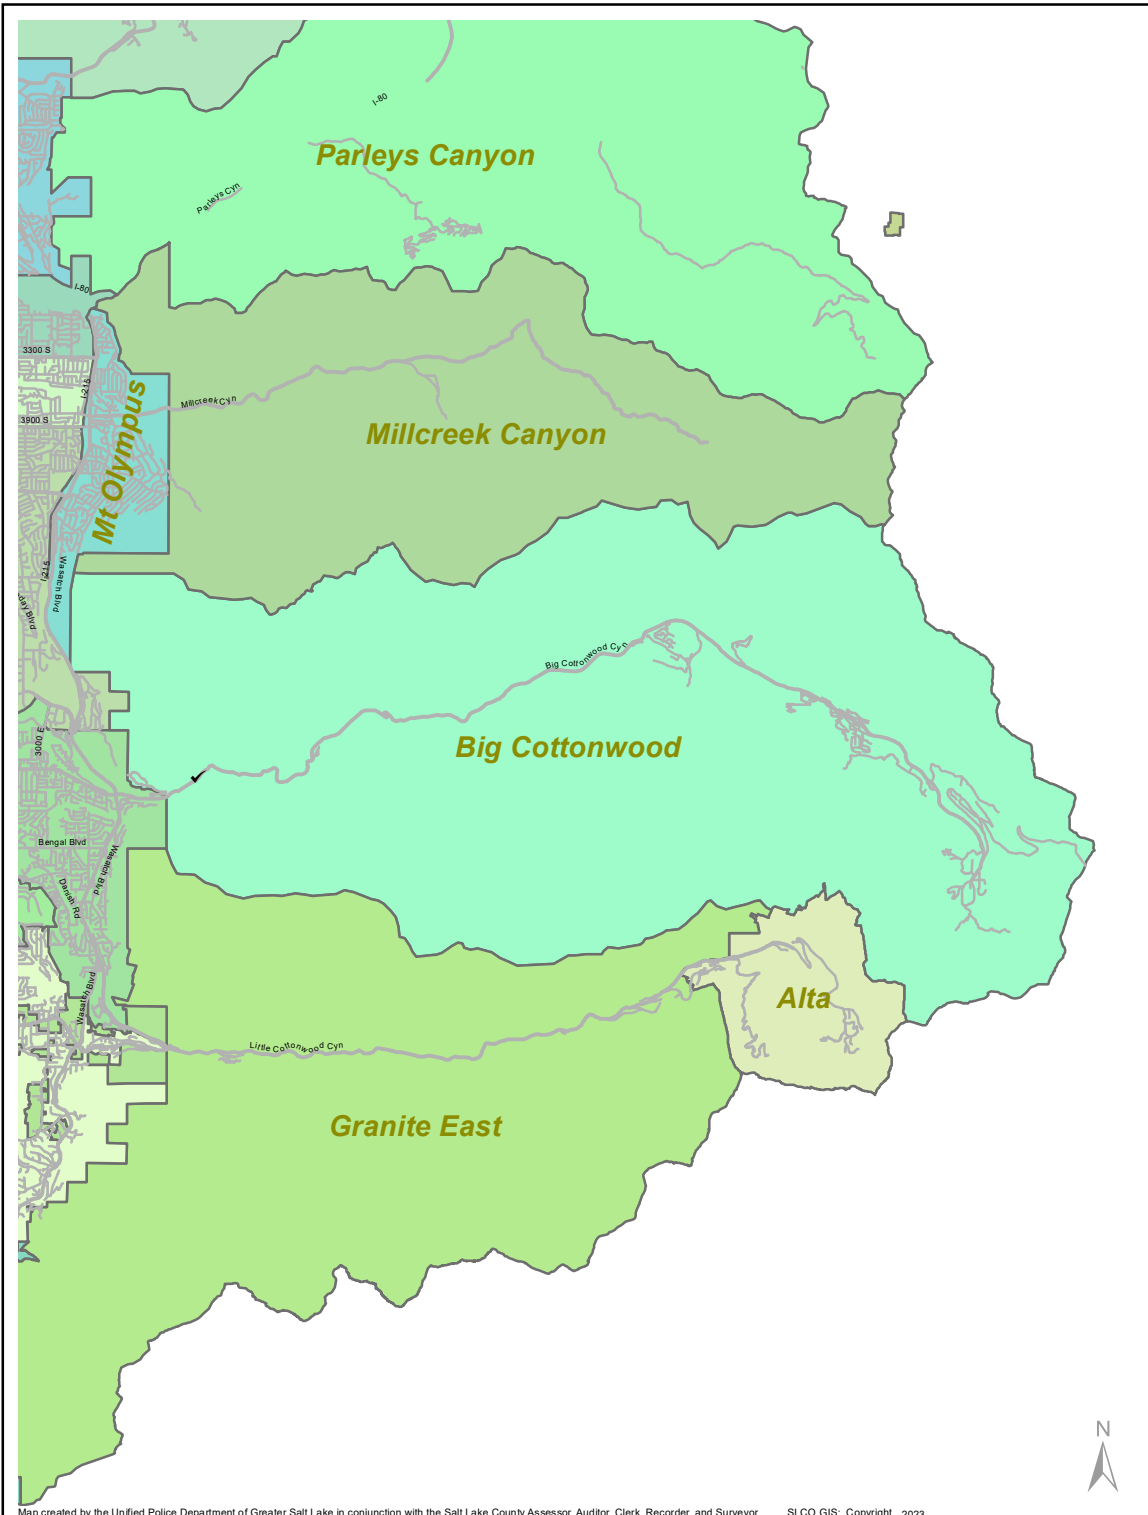 I-80
Parleys Canyon
Parleys Cyn
I-80
3300 S
I-215
Mt Olympus
Millcreek Cyn
3900 S
Millcreek Canyon
I-215
Wasatch Blvd
day Blvd
Big Cottonwood Cyn
3000 E
Big Cottonwood
Bengal Blvd
Wasatch Blvd
Danish Rd
Wasatch Blvd
Alta
Little Cottonwood Cyn
Granite East
N
Map created by the Unified Police Department of Greater Salt Lake in conjunction with the Salt Lake County Assessor, Auditor, Clerk, Recorder, and Surveyor. SLCO GIS: Copyright, 2023